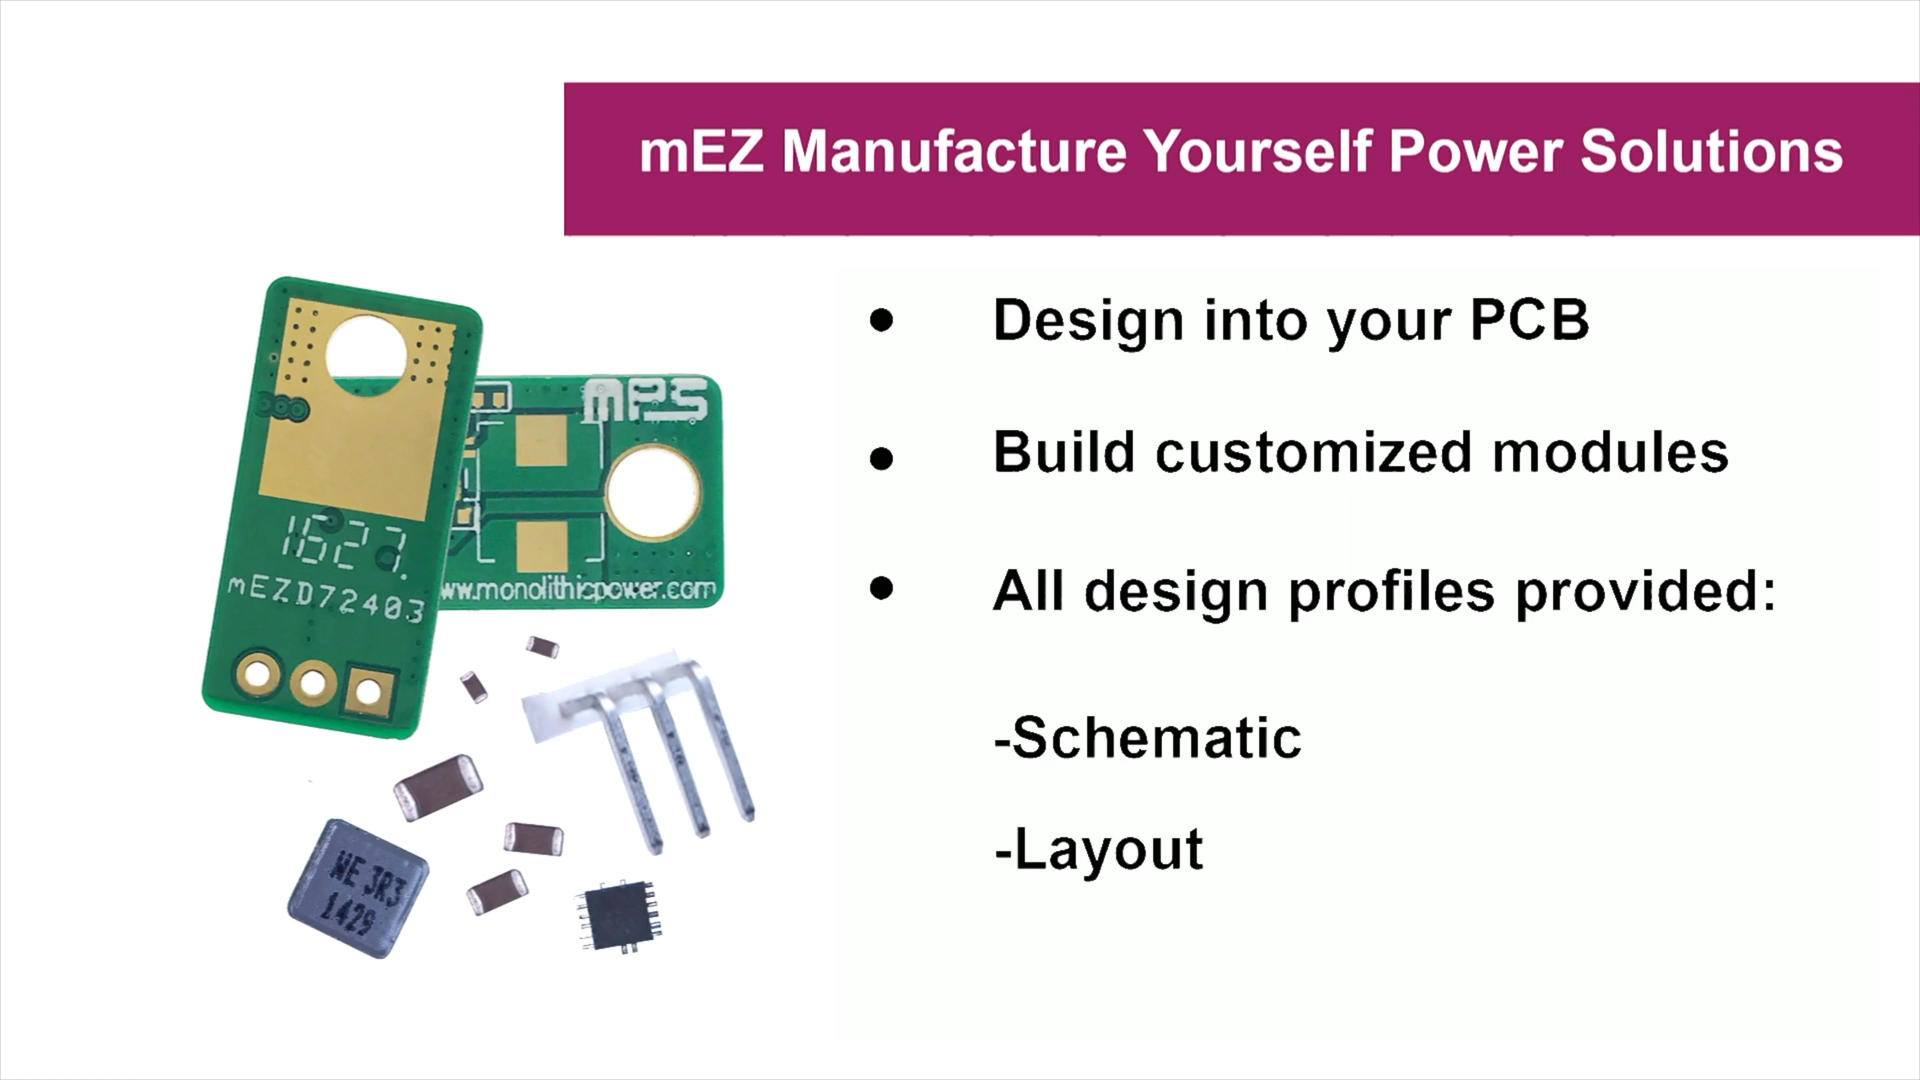 mEZ Manufacture Yourself Power Solutions
• Design into your PCB
• Build customized modules
• All design profiles provided:
-Schematic
-Layout
MPS
1627.
mEZD72403
www.monolithicpower.com
WE 3R3
1429